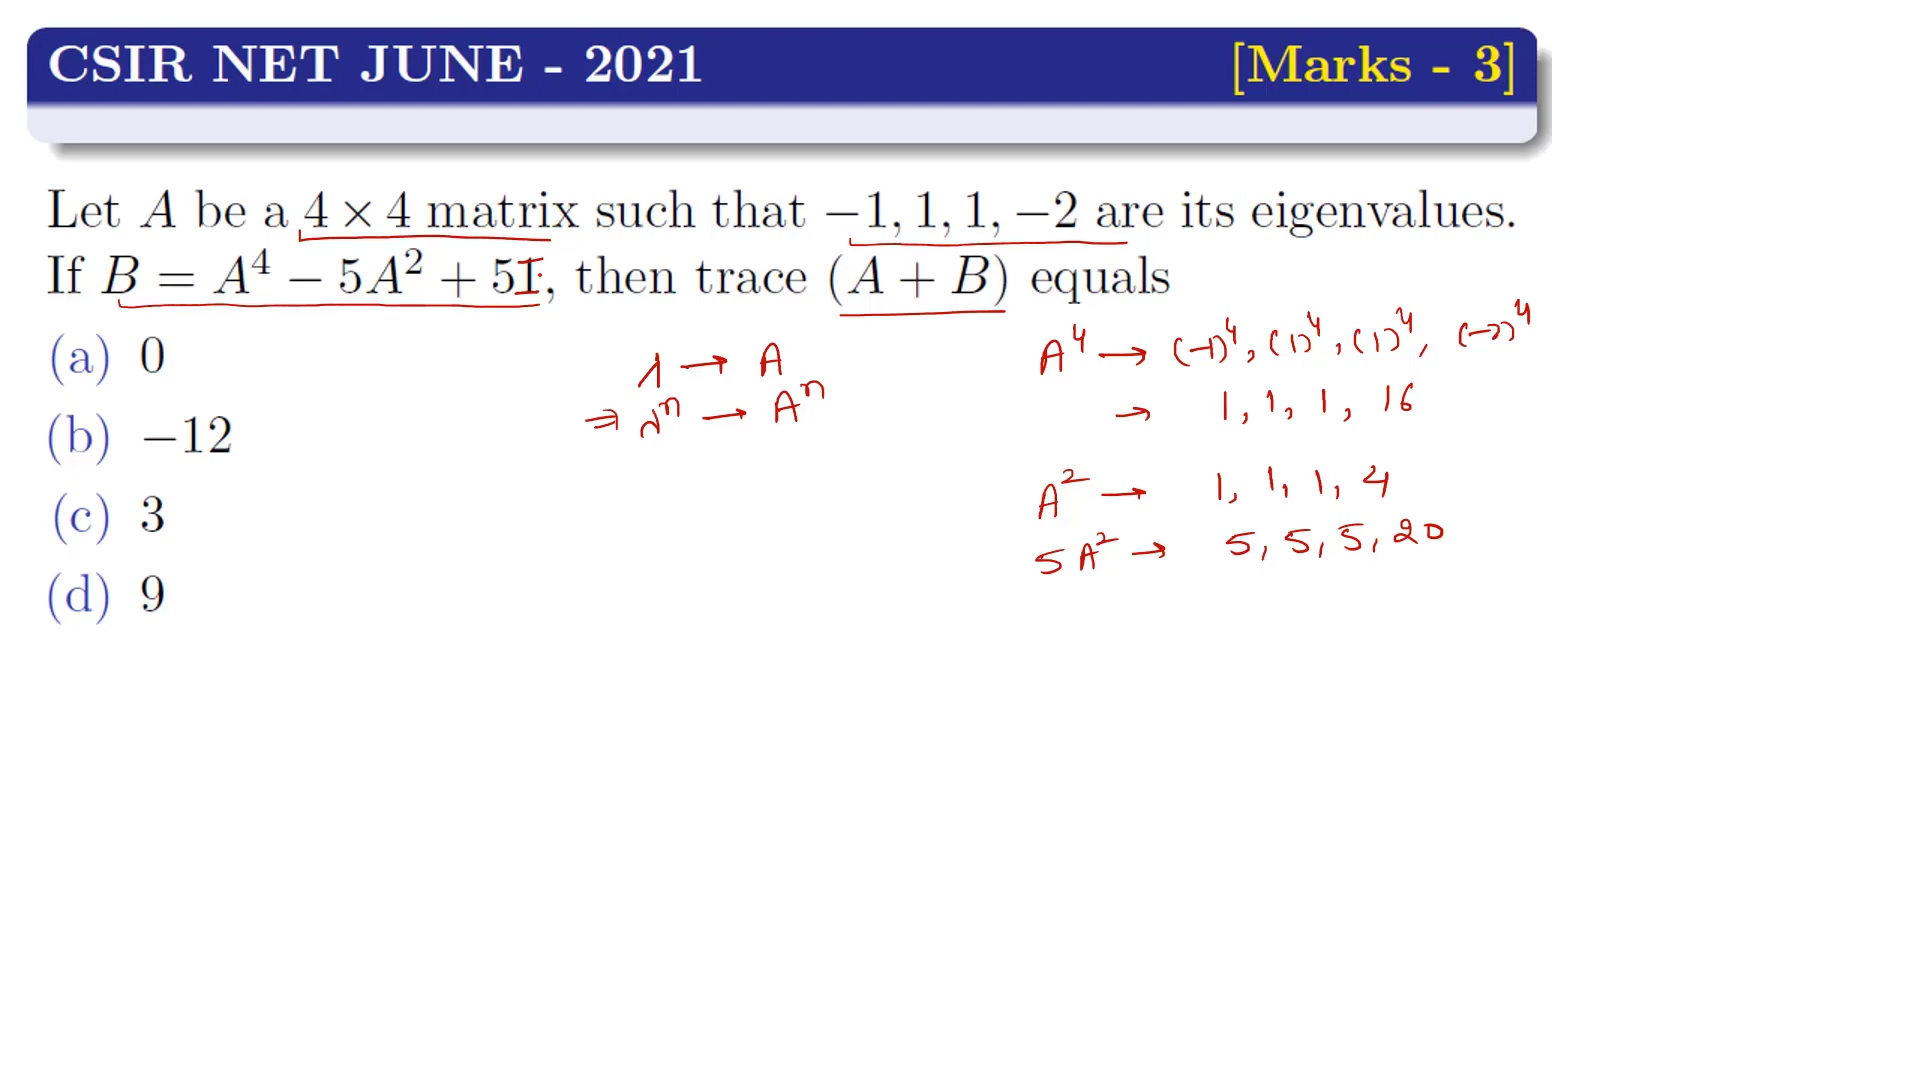 CSIR NET JUNE - 2021 [Marks - 3]
Let A be a 4 × 4 matrix such that −1, 1, 1, −2 are its eigenvalues.
If B = A⁴ − 5A² + 5I, then trace (A + B) equals
(a) 0
(b) −12
(c) 3
(d) 9
λ → A
⇒ λⁿ → Aⁿ
A⁴ → (-1)⁴, (1)⁴, (1)⁴, (-2)⁴
→ 1, 1, 1, 16
A² → 1, 1, 1, 4
5A² → 5, 5, 5, 20